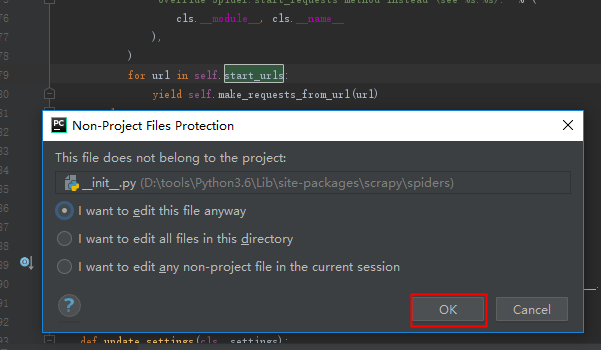 override Spider.start_requests method instead (see %s.%s)." % (
cls.__module__, cls.__name__
),
)
79 for url in self.start_urls:
80 yield self.make_requests_from_url(url)
PC Non-Project Files Protection
This file does not belong to the project:
__init__.py (D:\tools\Python3.6\Lib\site-packages\scrapy\spiders)
I want to edit this file anyway
I want to edit all files in this directory
I want to edit any non-project file in the current session
? OK Cancel
def update_settings(cls, settings):